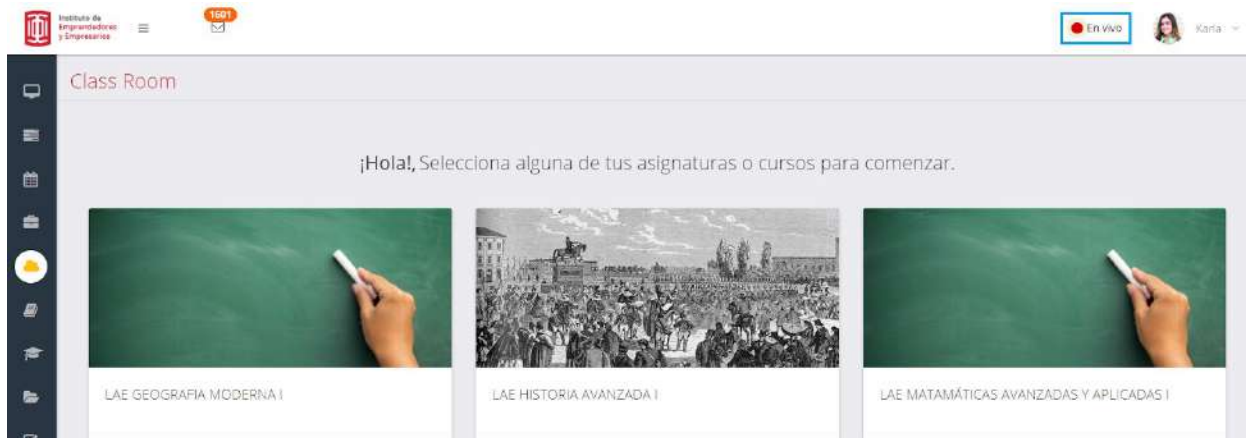 Instituto de
Emprendedores
y Empresarios
1601
En vivo
Karla
Class Room
¡Hola!, Selecciona alguna de tus asignaturas o cursos para comenzar.
LAE GEOGRAFIA MODERNA I
LAE HISTORIA AVANZADA I
LAE MATAMÁTICAS AVANZADAS Y APLICADAS I